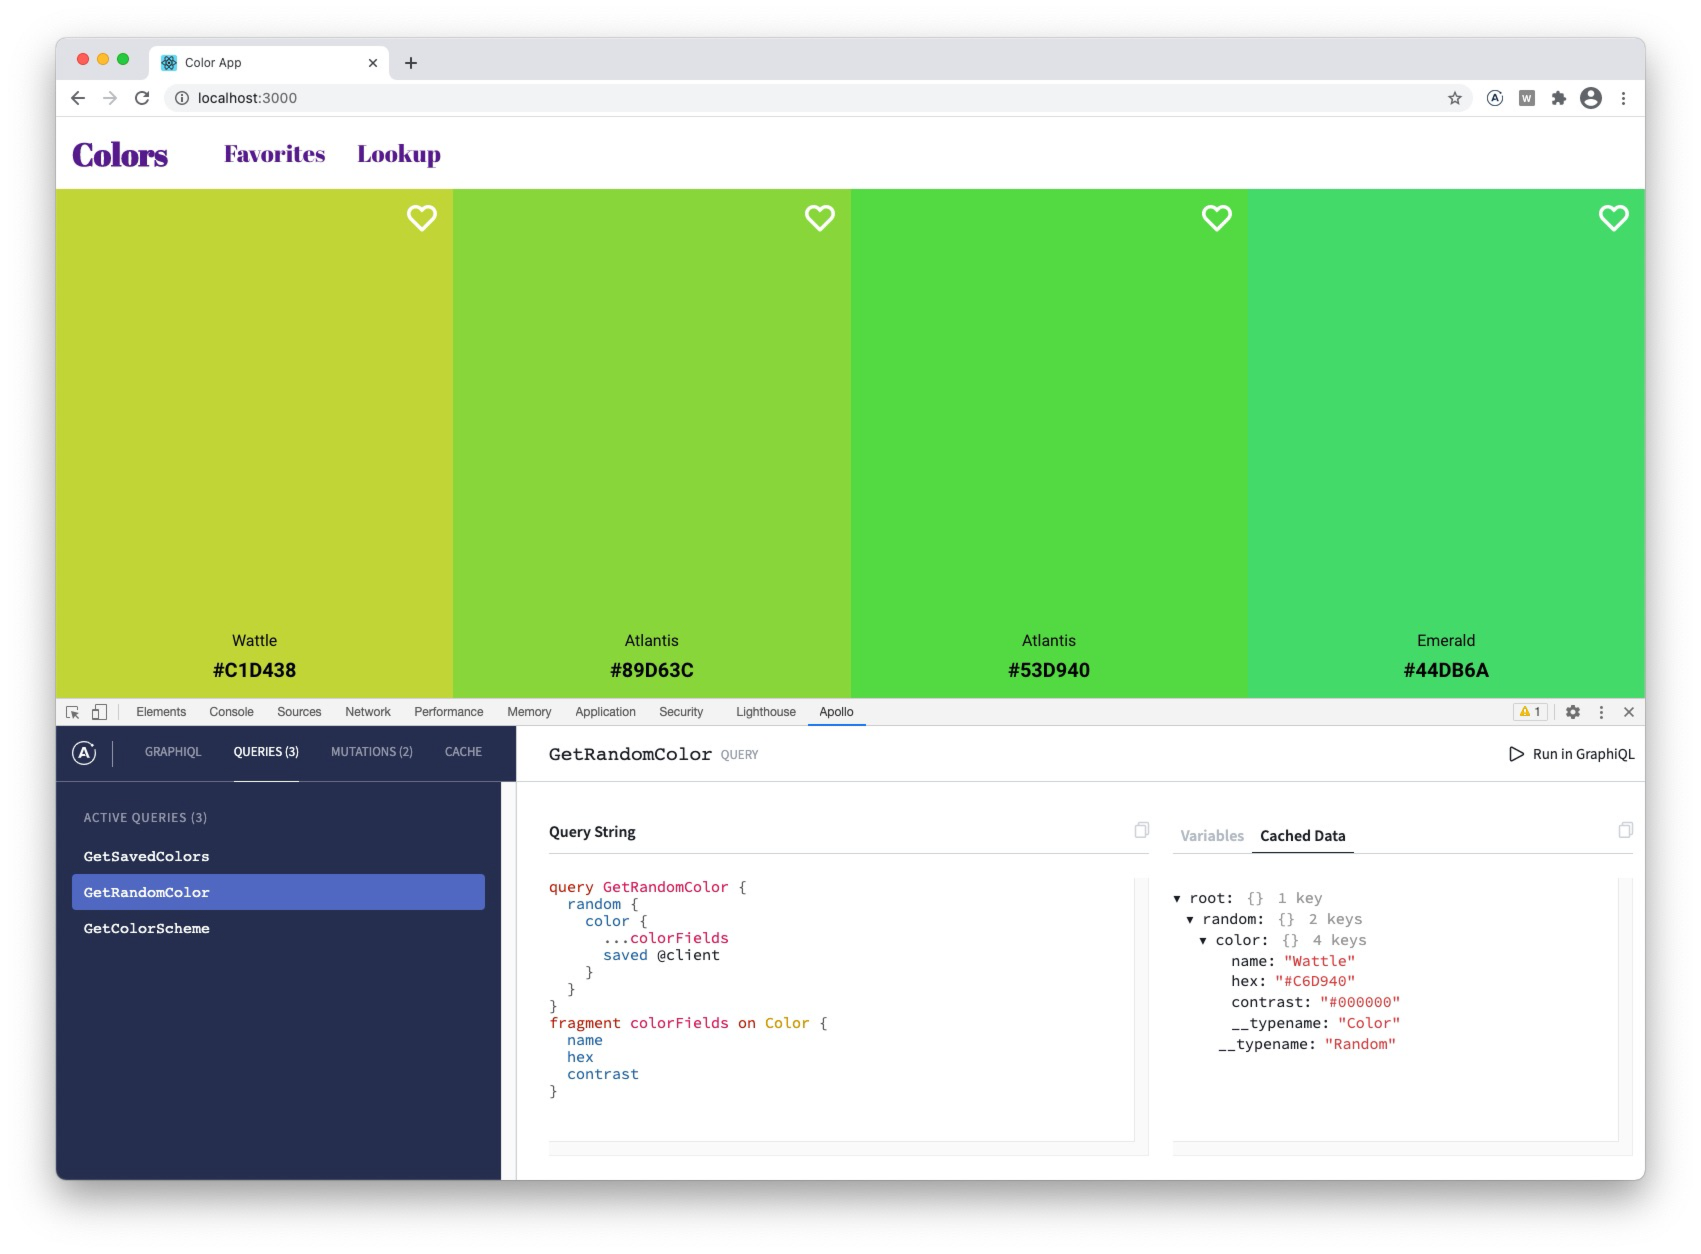 Color App
localhost:3000
W
Colors Favorites Lookup
Wattle
#C1D438
Atlantis
#89D63C
Atlantis
#53D940
Emerald
#44DB6A
Elements Console Sources Network Performance Memory Application Security Lighthouse Apollo 1
A GRAPHIQL QUERIES (3) MUTATIONS (2) CACHE
ACTIVE QUERIES (3)
GetSavedColors
GetRandomColor
GetColorScheme
GetRandomColor QUERY
Run in GraphiQL
Query String
query GetRandomColor {
  random {
    color {
      ...colorFields
      saved @client
    }
  }
}
fragment colorFields on Color {
  name
  hex
  contrast
}
Variables Cached Data
root: {} 1 key
random: {} 2 keys
color: {} 4 keys
name: "Wattle"
hex: "#C6D940"
contrast: "#000000"
__typename: "Color"
__typename: "Random"